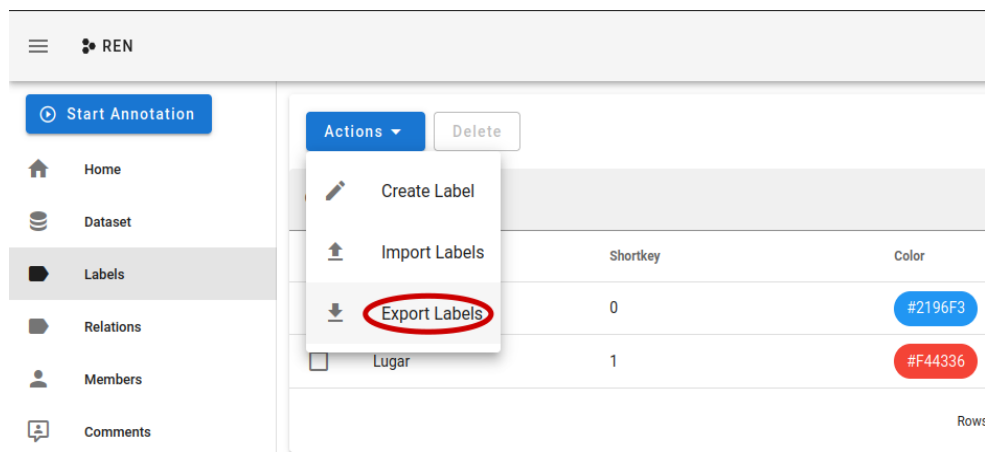 REN
Start Annotation
Home
Dataset
Labels
Relations
Members
Comments
Actions
Delete
Create Label
Import Labels
Export Labels
Shortkey
Color
0
#2196F3
Lugar
1
#F44336
Rows